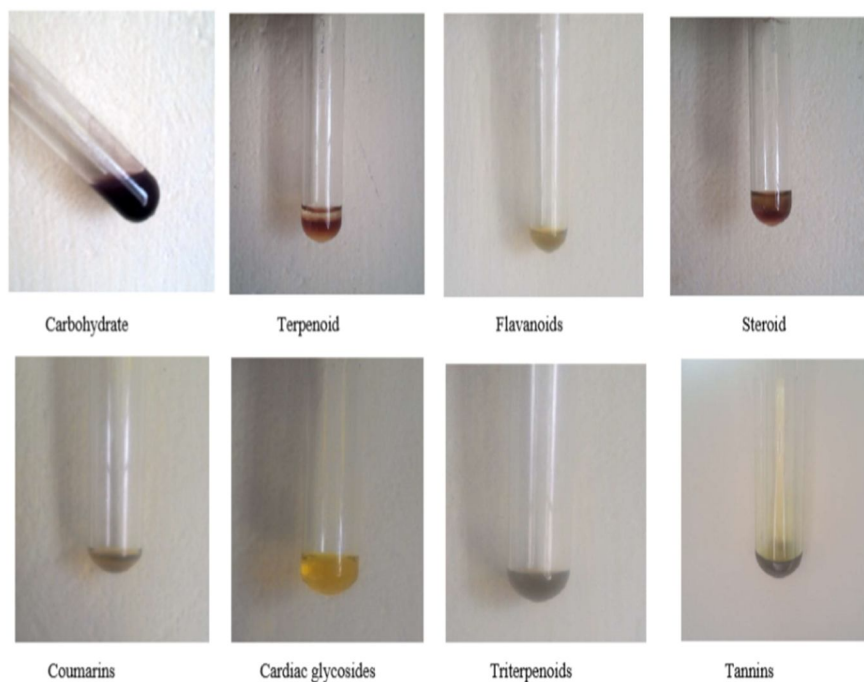 Carbohydrate
Terpenoid
Flavanoids
Steroid
Coumarins
Cardiac glycosides
Triterpenoids
Tannins